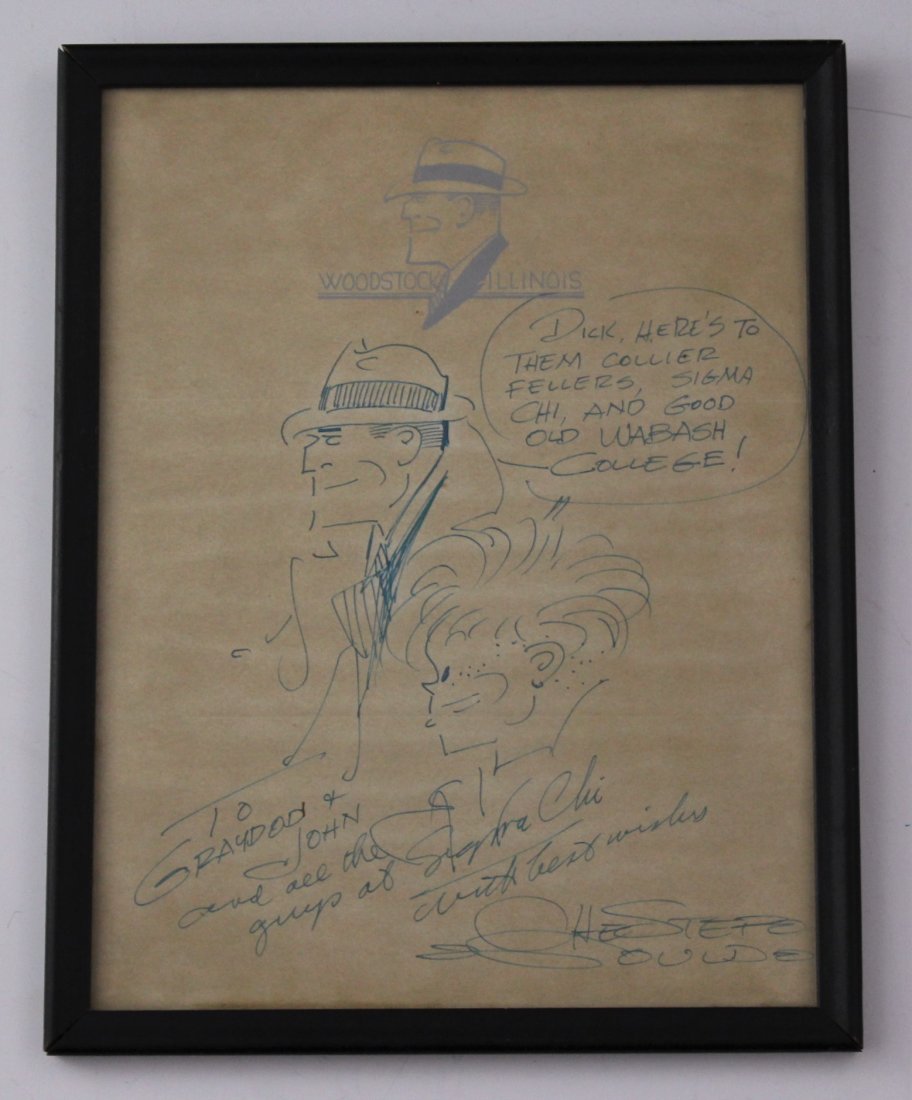 WOODSTOCK ILLINOIS
DICK, HERE'S TO
THEM COLLIER
FELLERS, SIGMA
CHI, AND GOOD
OLD WABASH
COLLEGE!
TO
GRAYDON +
JOHN
and all the
guys at Sigma Chi
with best wishes
CHESTER
GOULD